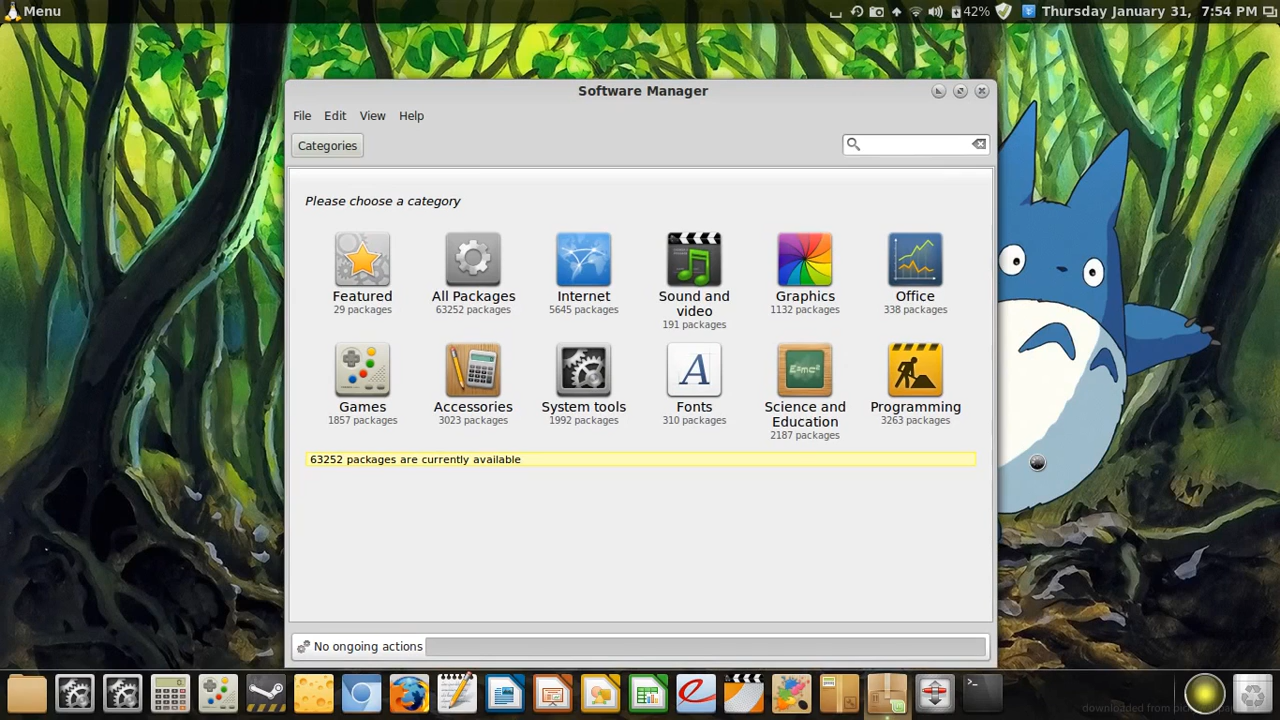 Menu
42%
Thursday January 31, 7:54 PM
Software Manager
File Edit View Help
Categories
Please choose a category
Featured
29 packages
All Packages
63252 packages
Internet
5645 packages
Sound and
video
191 packages
Graphics
1132 packages
Office
338 packages
Games
1857 packages
Accessories
3023 packages
System tools
1992 packages
Fonts
310 packages
Science and
Education
2187 packages
Programming
3263 packages
63252 packages are currently available
No ongoing actions
downloaded from